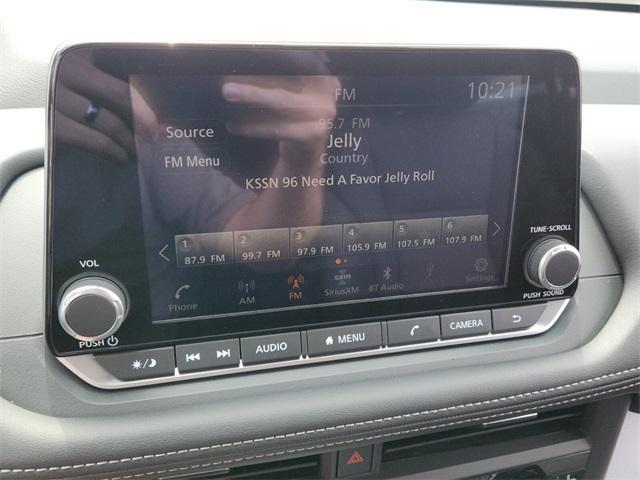 FM
10:21
95.7 FM
Source
Jelly
Country
FM Menu
KSSN 96 Need A Favor Jelly Roll
1 2 3 4 5 6
87.9 FM 99.7 FM 97.9 FM 105.9 FM 107.5 FM 107.9 FM
Phone AM FM sxm SiriusXM BT Audio Settings
TUNE·SCROLL
PUSH SOUND
VOL
PUSH
AUDIO MENU CAMERA